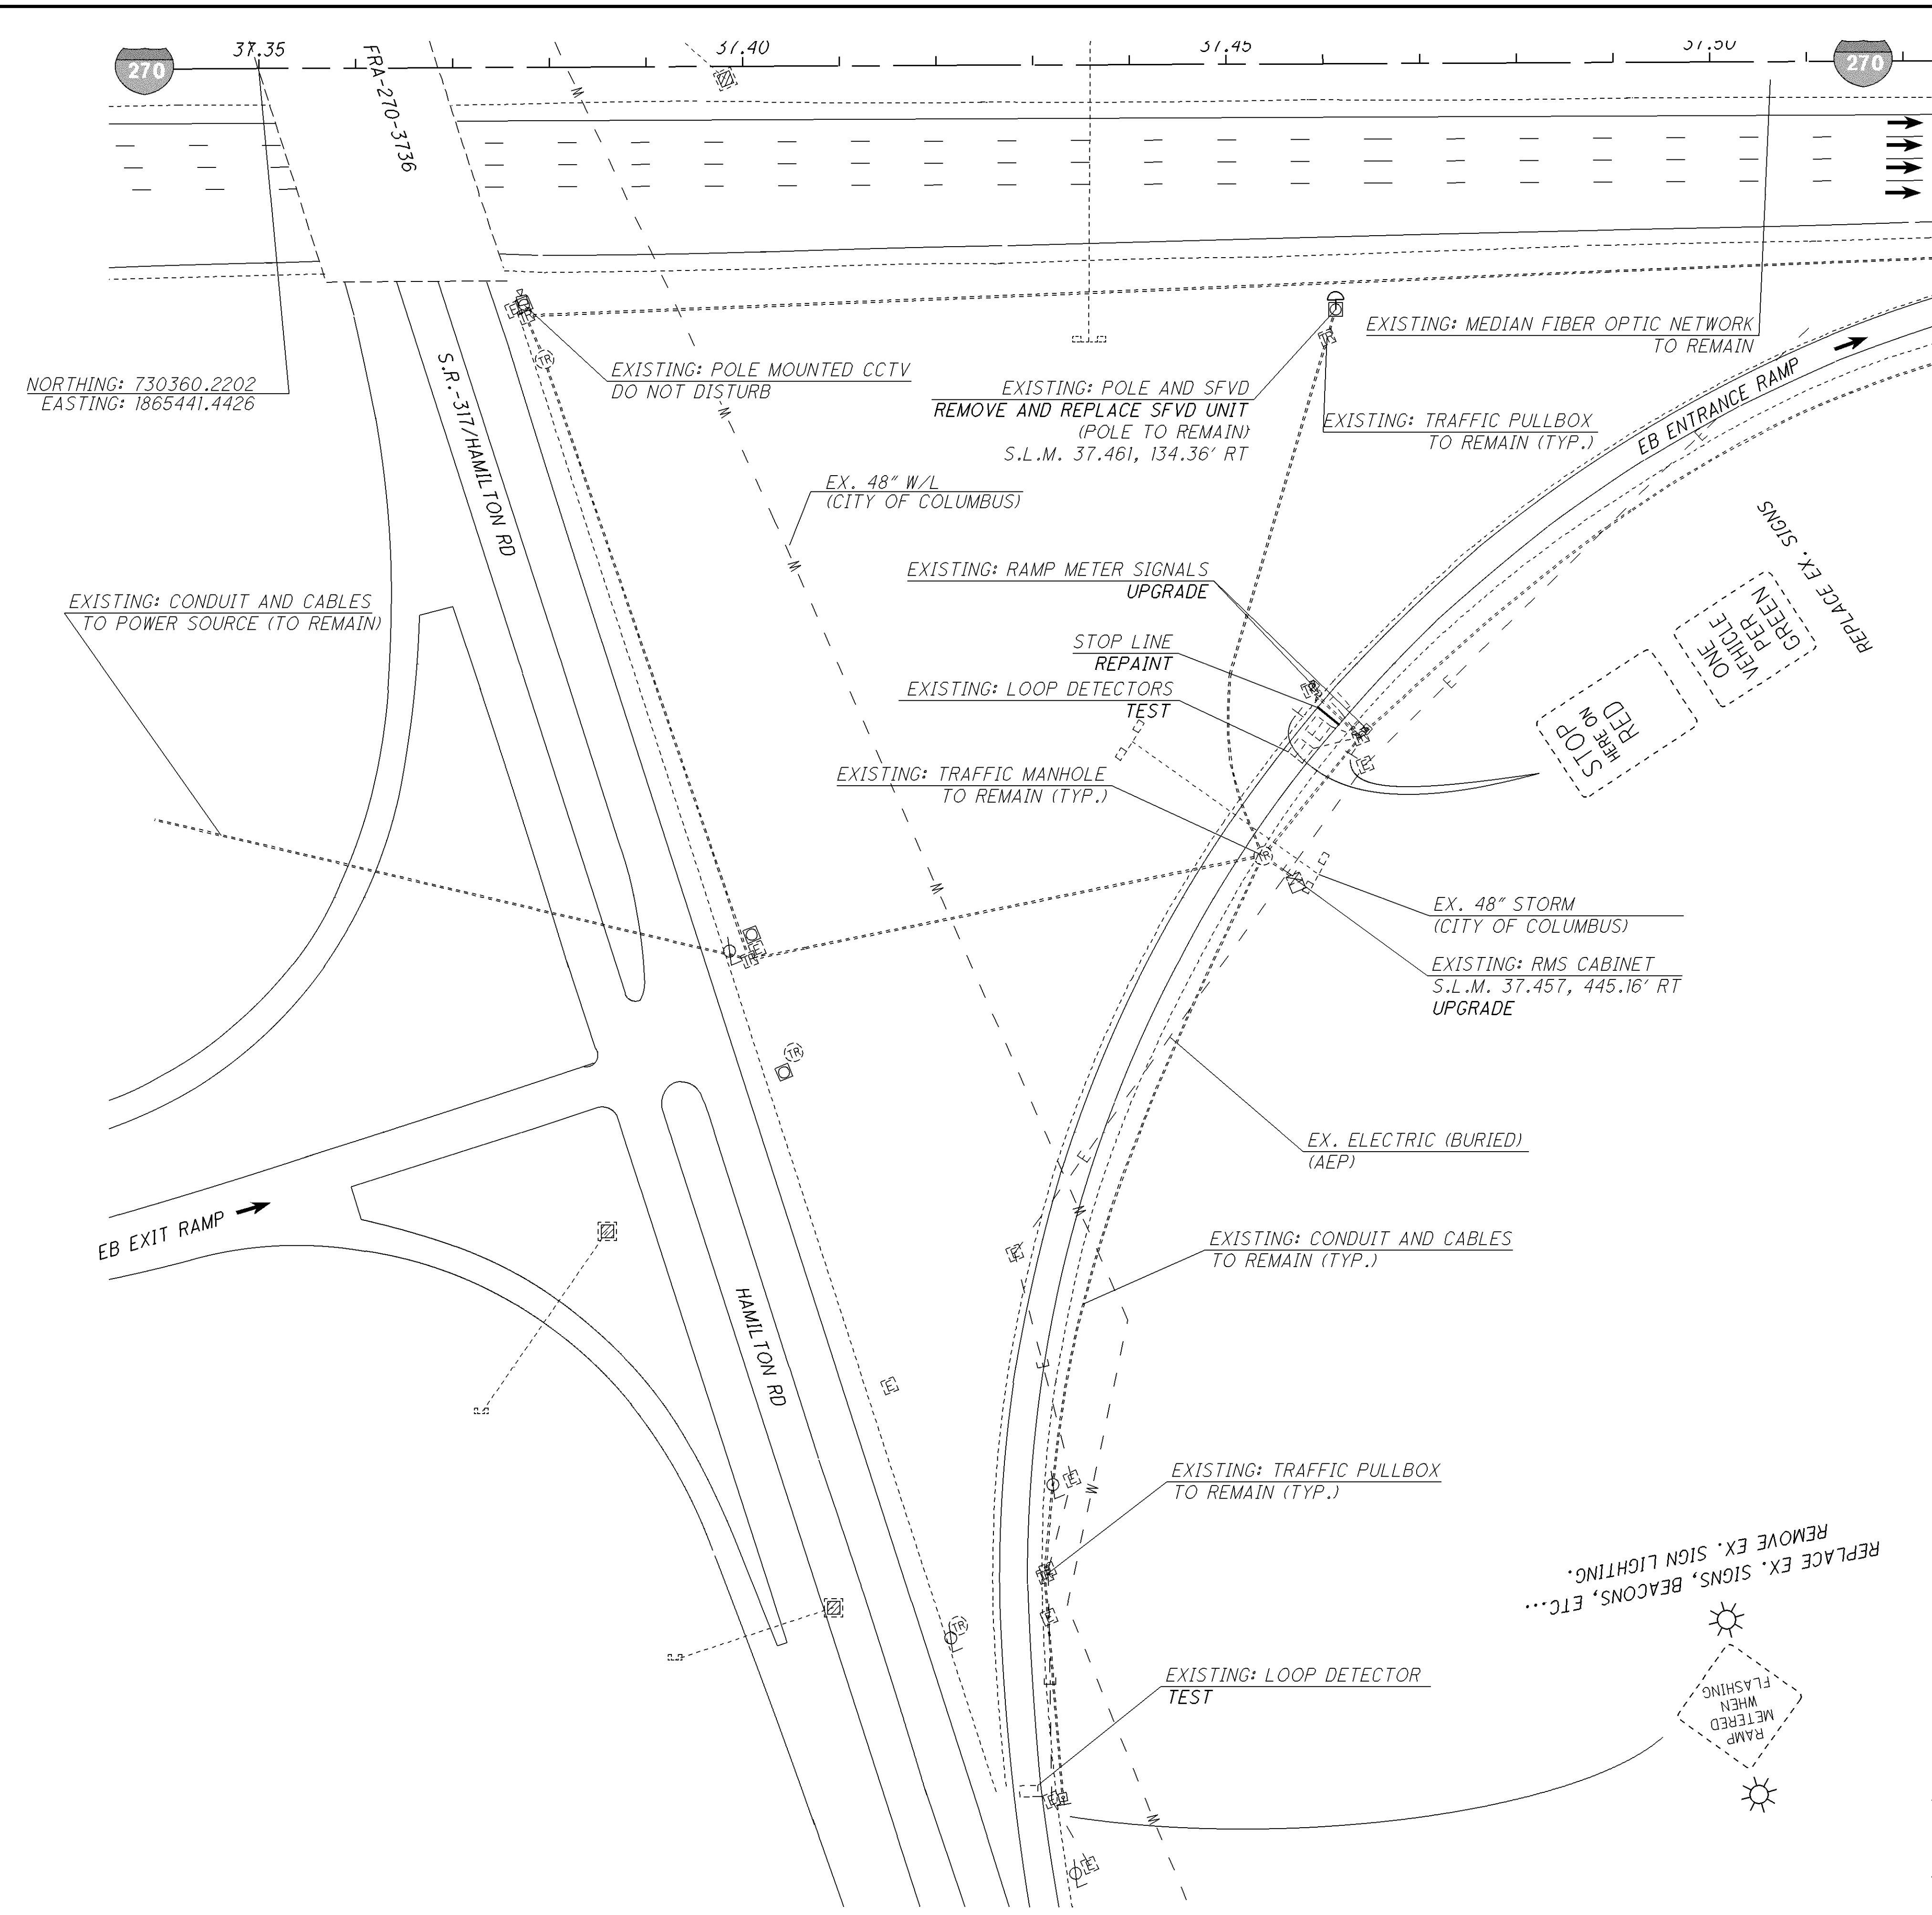 270
37.35
37.40
37.45
37.50
270
FRA-270-3736
NORTHING: 730360.2202
EASTING: 1865441.4426
S.R.-317/HAMILTON RD
EXISTING: POLE MOUNTED CCTV
DO NOT DISTURB
EXISTING: POLE AND SFVD
REMOVE AND REPLACE SFVD UNIT
(POLE TO REMAIN)
S.L.M. 37.461, 134.36' RT
EXISTING: MEDIAN FIBER OPTIC NETWORK
TO REMAIN
EXISTING: TRAFFIC PULLBOX
TO REMAIN (TYP.)
EB ENTRANCE RAMP
EX. 48" W/L
(CITY OF COLUMBUS)
EXISTING: RAMP METER SIGNALS
UPGRADE
STOP LINE
REPAINT
EXISTING: LOOP DETECTORS
TEST
EXISTING: TRAFFIC MANHOLE
TO REMAIN (TYP.)
REPLACE EX. SIGNS
ONE
VEHICLE
PER
GREEN
STOP
HERE ON
RED
EXISTING: CONDUIT AND CABLES
TO POWER SOURCE (TO REMAIN)
EX. 48" STORM
(CITY OF COLUMBUS)
EXISTING: RMS CABINET
S.L.M. 37.457, 445.16' RT
UPGRADE
EX. ELECTRIC (BURIED)
(AEP)
EB EXIT RAMP
EXISTING: CONDUIT AND CABLES
TO REMAIN (TYP.)
HAMILTON RD
EXISTING: TRAFFIC PULLBOX
TO REMAIN (TYP.)
REPLACE EX. SIGNS, BEACONS, ETC...
REMOVE EX. SIGN LIGHTING.
EXISTING: LOOP DETECTOR
TEST
RAMP
METERED
WHEN
FLASHING
W
W
W
W
W
W
W
E
E
E
TR
TR
TR
TR
E
E
E
E
E